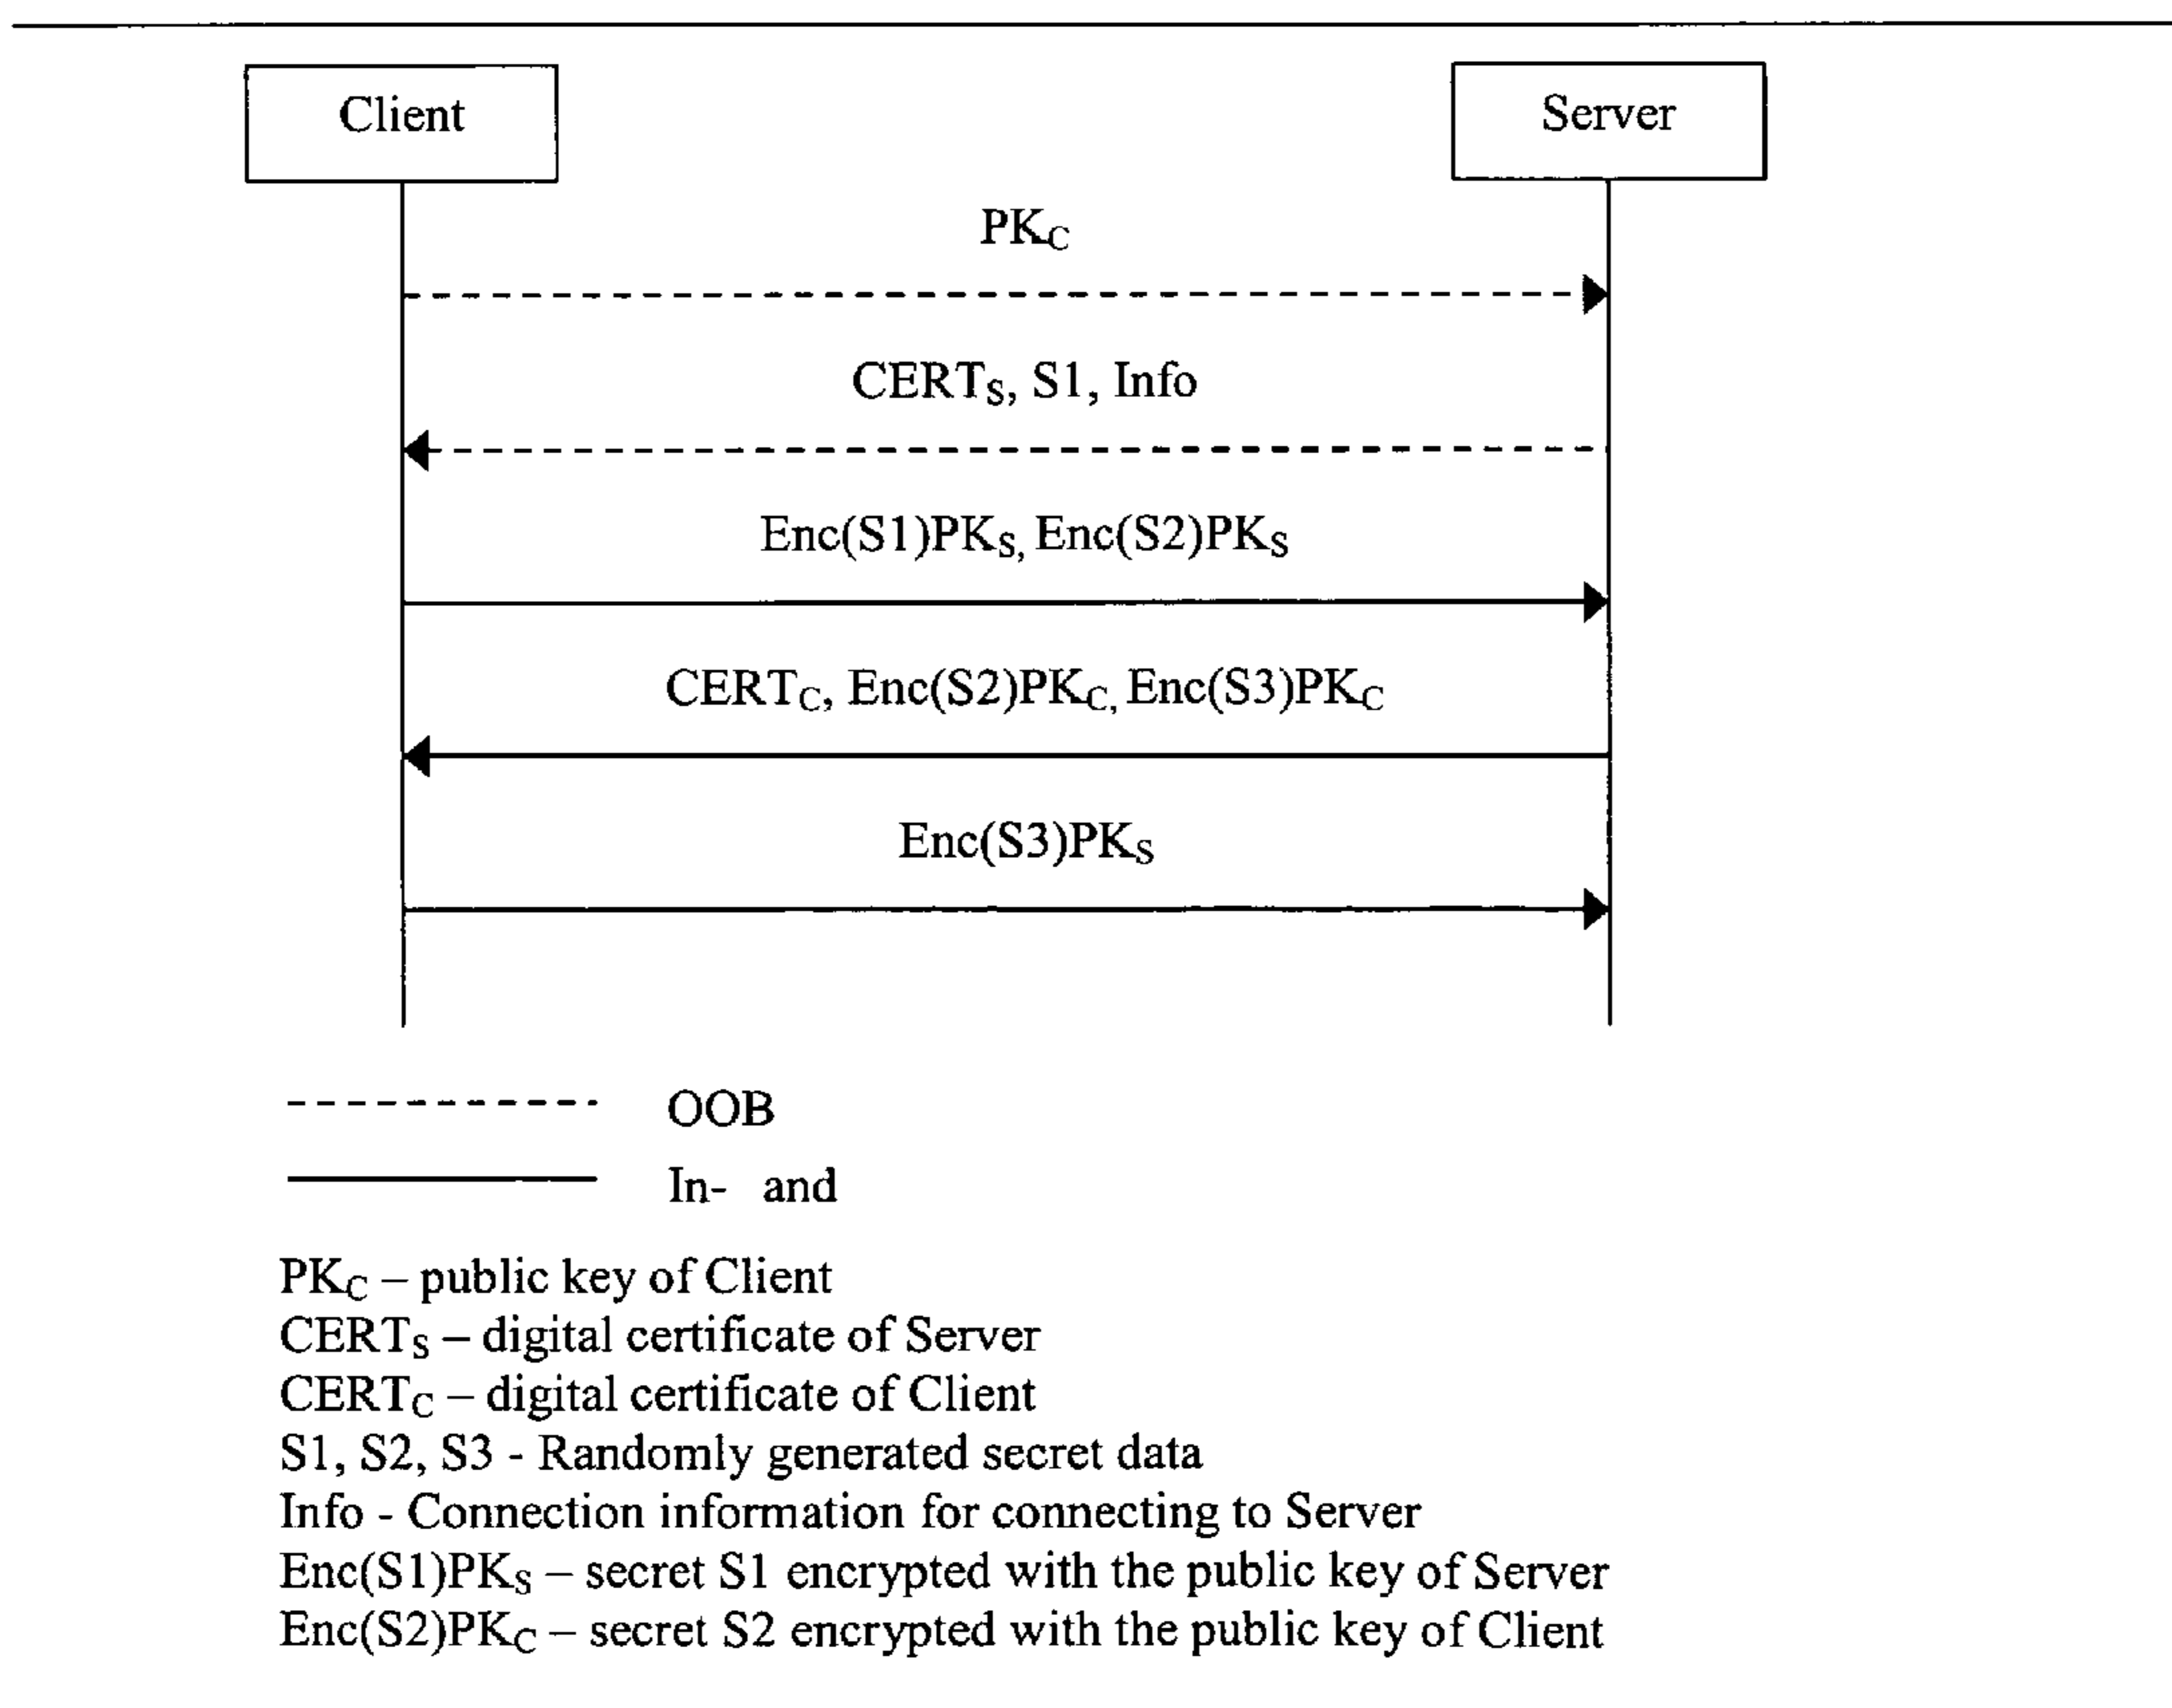 Client
Server
PKC
CERTS, S1, Info
Enc(S1)PKS, Enc(S2)PKS
CERTC, Enc(S2)PKC, Enc(S3)PKC
Enc(S3)PKS
OOB
In- and
PKC – public key of Client
CERTS – digital certificate of Server
CERTC – digital certificate of Client
S1, S2, S3 - Randomly generated secret data
Info - Connection information for connecting to Server
Enc(S1)PKS – secret S1 encrypted with the public key of Server
Enc(S2)PKC – secret S2 encrypted with the public key of Client